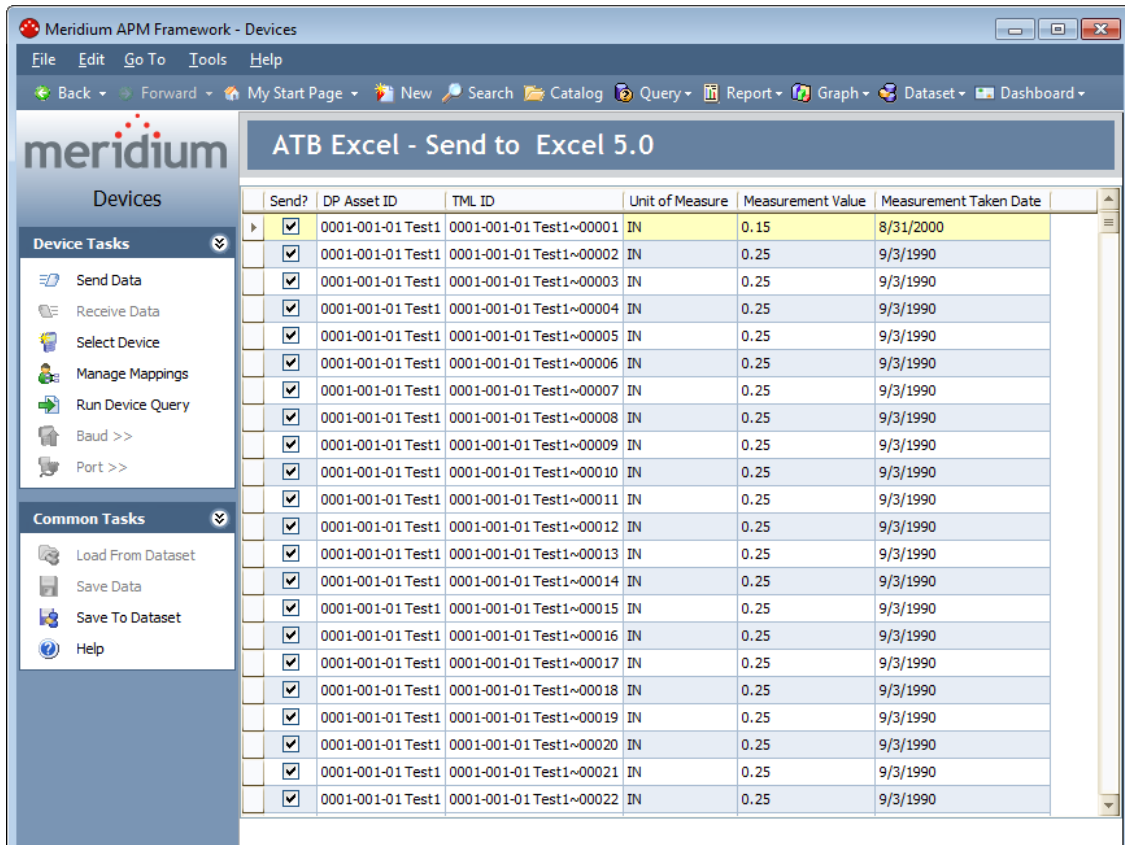 Meridium APM Framework - Devices
File Edit Go To Tools Help
Back Forward My Start Page New Search Catalog Query Report Graph Dataset Dashboard
meridium
ATB Excel - Send to Excel 5.0
Devices
Device Tasks
Send Data
Receive Data
Select Device
Manage Mappings
Run Device Query
Baud >>
Port >>
Common Tasks
Load From Dataset
Save Data
Save To Dataset
Help
Send? DP Asset ID TML ID Unit of Measure Measurement Value Measurement Taken Date
0001-001-01 Test1 0001-001-01 Test1~00001 IN 0.15 8/31/2000
0001-001-01 Test1 0001-001-01 Test1~00002 IN 0.25 9/3/1990
0001-001-01 Test1 0001-001-01 Test1~00003 IN 0.25 9/3/1990
0001-001-01 Test1 0001-001-01 Test1~00004 IN 0.25 9/3/1990
0001-001-01 Test1 0001-001-01 Test1~00005 IN 0.25 9/3/1990
0001-001-01 Test1 0001-001-01 Test1~00006 IN 0.25 9/3/1990
0001-001-01 Test1 0001-001-01 Test1~00007 IN 0.25 9/3/1990
0001-001-01 Test1 0001-001-01 Test1~00008 IN 0.25 9/3/1990
0001-001-01 Test1 0001-001-01 Test1~00009 IN 0.25 9/3/1990
0001-001-01 Test1 0001-001-01 Test1~00010 IN 0.25 9/3/1990
0001-001-01 Test1 0001-001-01 Test1~00011 IN 0.25 9/3/1990
0001-001-01 Test1 0001-001-01 Test1~00012 IN 0.25 9/3/1990
0001-001-01 Test1 0001-001-01 Test1~00013 IN 0.25 9/3/1990
0001-001-01 Test1 0001-001-01 Test1~00014 IN 0.25 9/3/1990
0001-001-01 Test1 0001-001-01 Test1~00015 IN 0.25 9/3/1990
0001-001-01 Test1 0001-001-01 Test1~00016 IN 0.25 9/3/1990
0001-001-01 Test1 0001-001-01 Test1~00017 IN 0.25 9/3/1990
0001-001-01 Test1 0001-001-01 Test1~00018 IN 0.25 9/3/1990
0001-001-01 Test1 0001-001-01 Test1~00019 IN 0.25 9/3/1990
0001-001-01 Test1 0001-001-01 Test1~00020 IN 0.25 9/3/1990
0001-001-01 Test1 0001-001-01 Test1~00021 IN 0.25 9/3/1990
0001-001-01 Test1 0001-001-01 Test1~00022 IN 0.25 9/3/1990